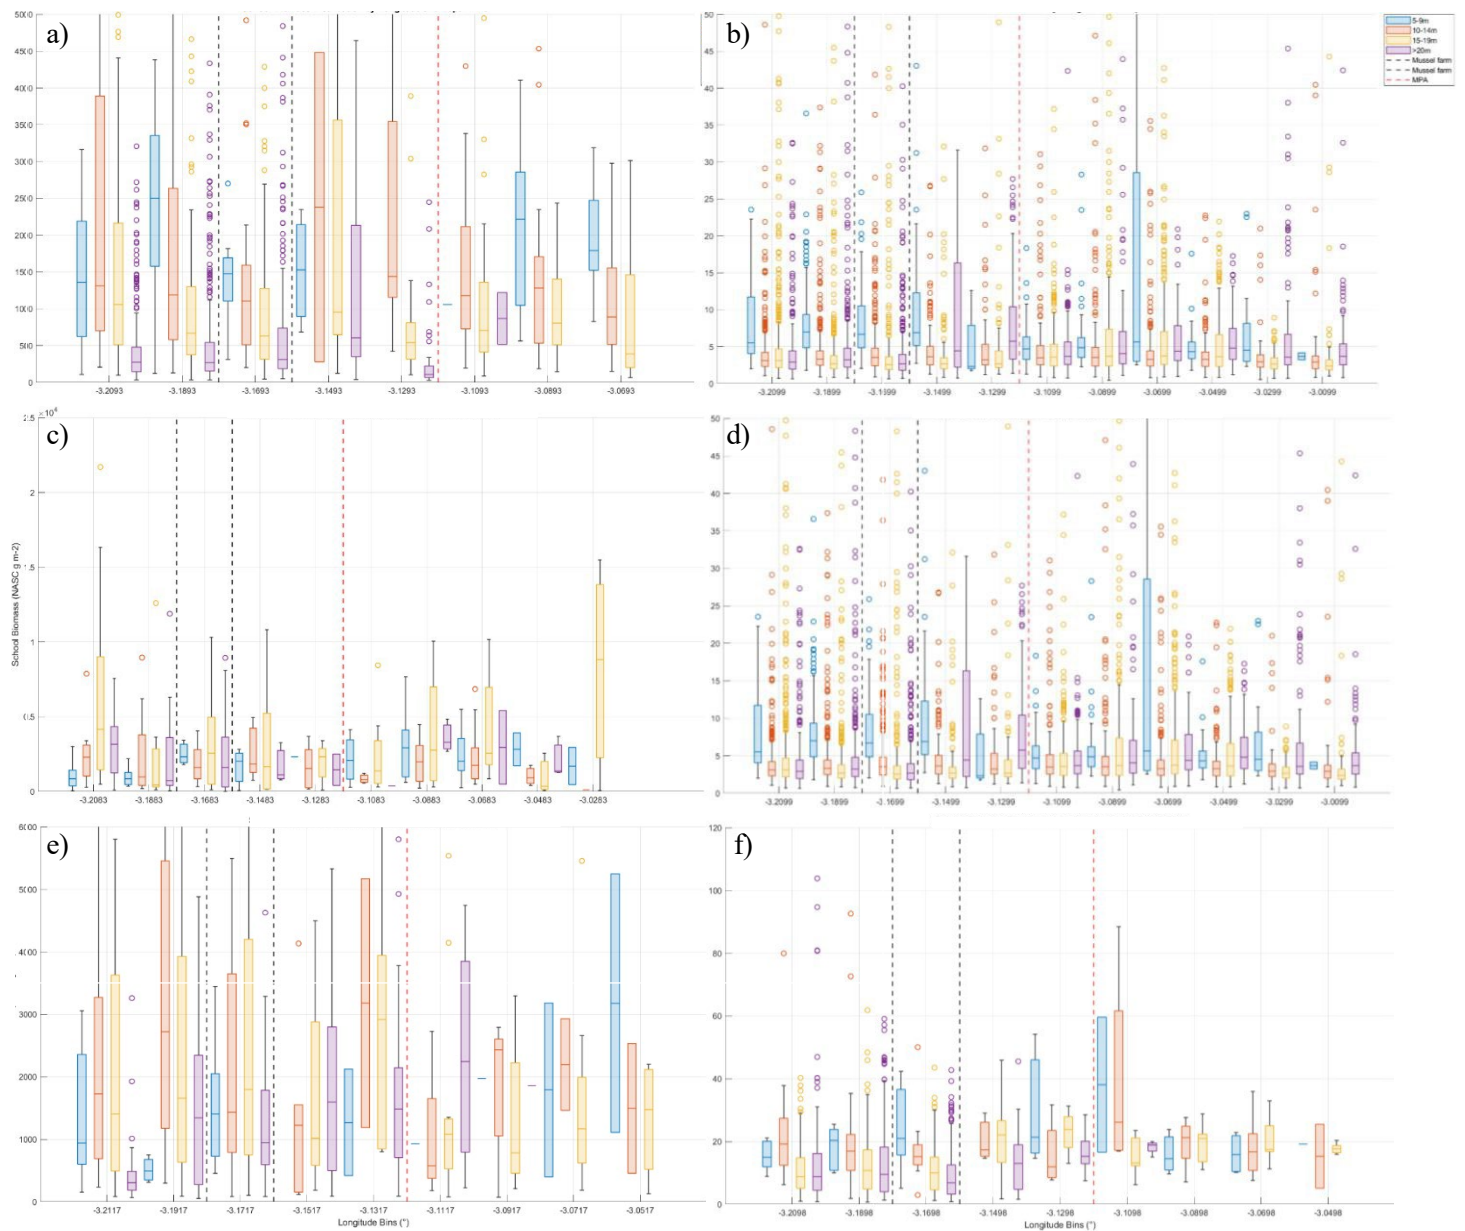 a)
5000
4500
4000
3500
3000
2500
2000
1500
1000
500
0
-3.2093 -3.1893 -3.1693 -3.1493 -3.1293 -3.1093 -3.0893 -3.0693
b)
50
45
40
35
30
25
20
15
10
5
0
-3.2099 -3.1899 -3.1699 -3.1499 -3.1299 -3.1099 -3.0899 -3.0699 -3.0499 -3.0299 -3.0099
5-9m
10-14m
15-19m
>20m
Mussel farm
Mussel farm
MPA
c)
×10⁴
2.5
2
1.5
1
0.5
0
School Biomass (NASC g m-2)
-3.2083 -3.1883 -3.1683 -3.1483 -3.1283 -3.1083 -3.0883 -3.0683 -3.0483 -3.0283
d)
50
45
40
35
30
25
20
15
10
5
0
-3.2099 -3.1899 -3.1699 -3.1499 -3.1299 -3.1099 -3.0899 -3.0699 -3.0499 -3.0299 -3.0099
e)
6000
5000
4000
3000
2000
1000
0
-3.2117 -3.1917 -3.1717 -3.1517 -3.1317 -3.1117 -3.0917 -3.0717 -3.0517
Longitude Bins (°)
f)
120
100
80
60
40
20
0
-3.2098 -3.1898 -3.1698 -3.1498 -3.1298 -3.1098 -3.0898 -3.0698 -3.0498
Longitude Bins (°)